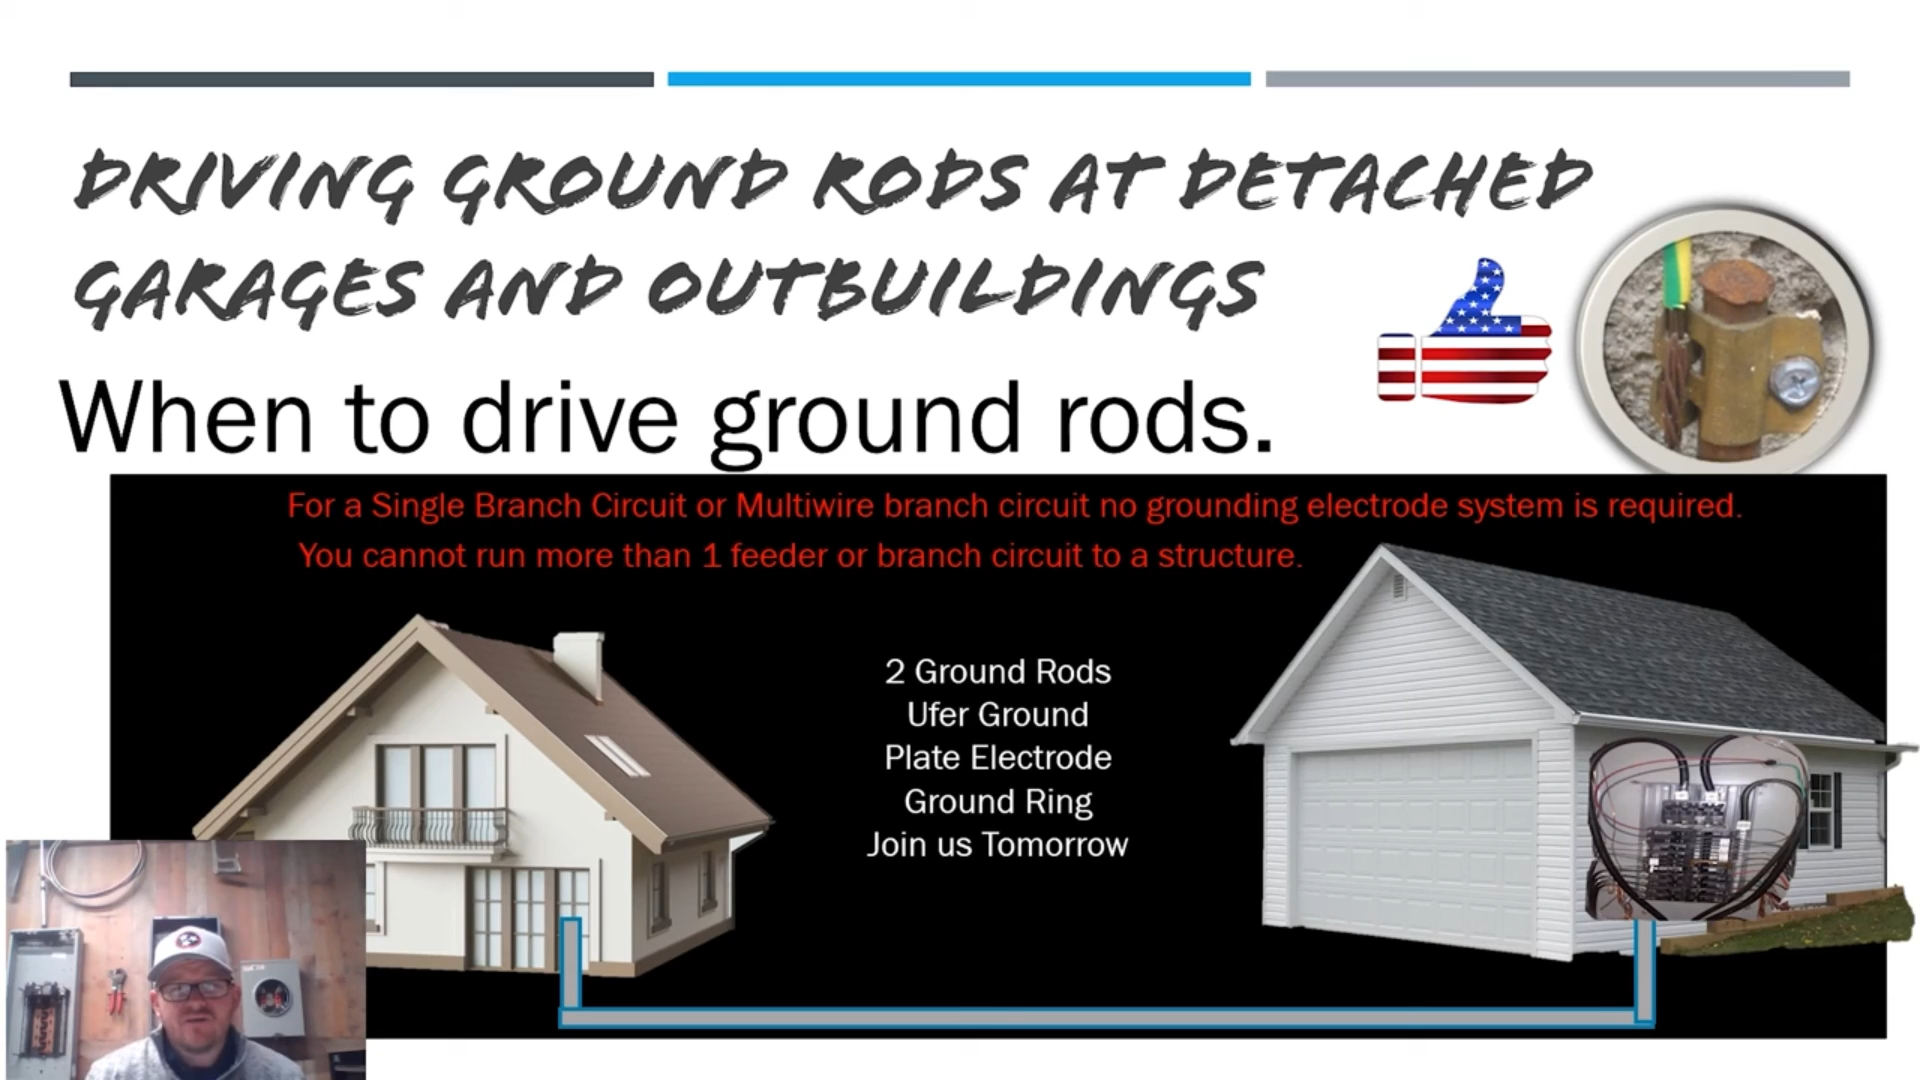 DRIVING GROUND RODS AT DETACHED
GARAGES AND OUTBUILDINGS
When to drive ground rods.
For a Single Branch Circuit or Multiwire branch circuit no grounding electrode system is required.
You cannot run more than 1 feeder or branch circuit to a structure.
2 Ground Rods
Ufer Ground
Plate Electrode
Ground Ring
Join us Tomorrow